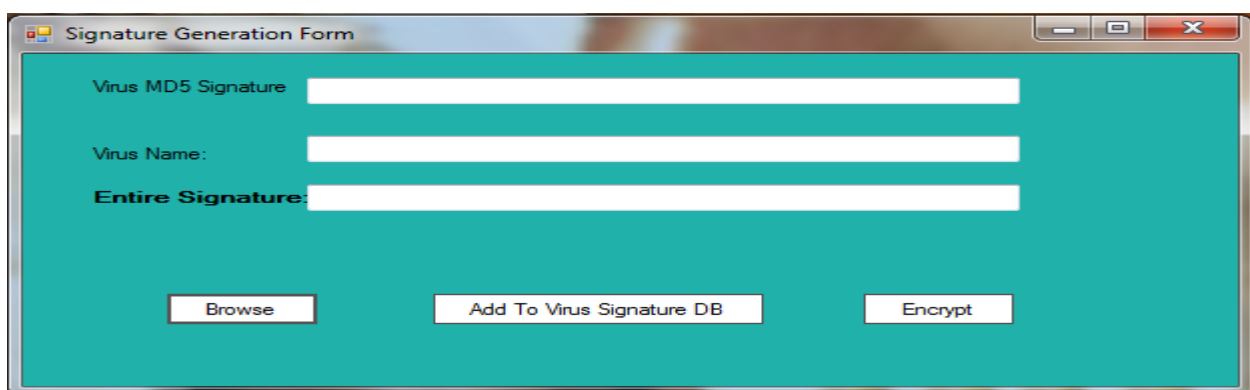 Signature Generation Form
Virus MD5 Signature
Virus Name:
Entire Signature:
Browse Add To Virus Signature DB Encrypt